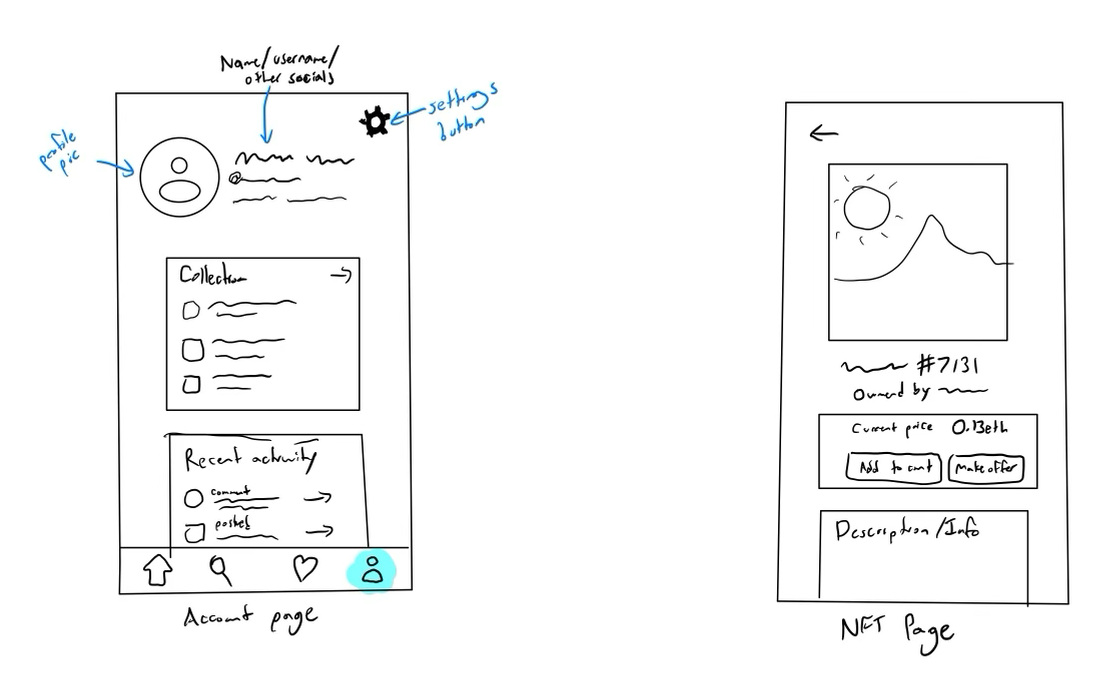 Name/username/
other socials
settings
button
profile
pic
Collection
Recent activity
comment
posted
Account page
#7131
Owned by
Current price 0.13eth
Add to cart
Make offer
Description/Info
NFT Page